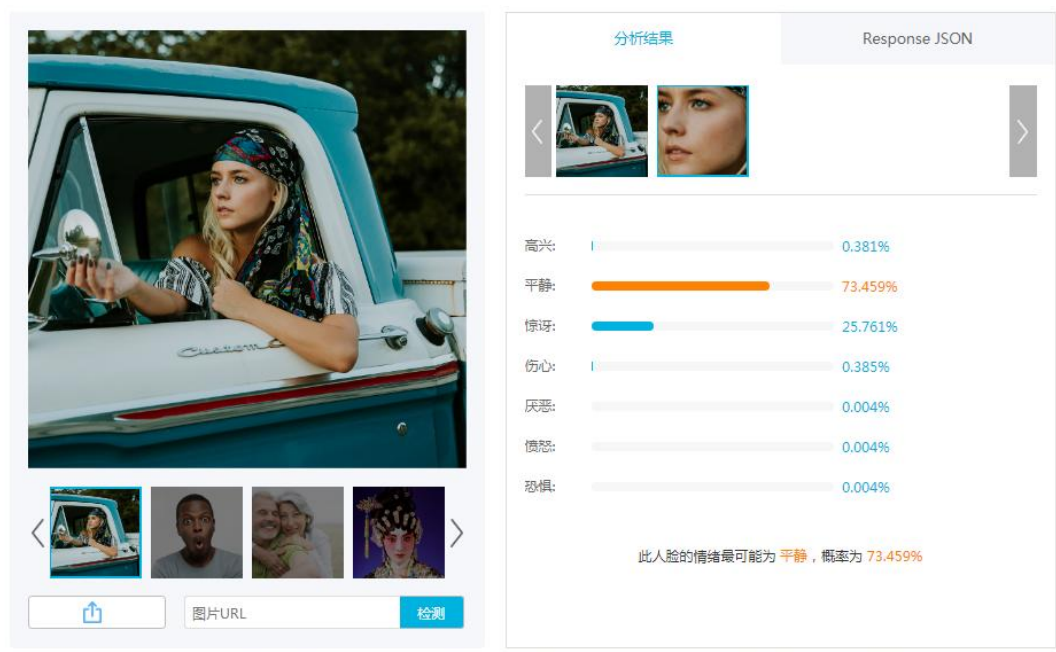 分析结果
Response JSON
高兴: 0.381%
平静: 73.459%
惊讶: 25.761%
伤心: 0.385%
厌恶: 0.004%
愤怒: 0.004%
恐惧: 0.004%
此人脸的情绪最可能为 平静，概率为 73.459%
Custom
图片URL
检测